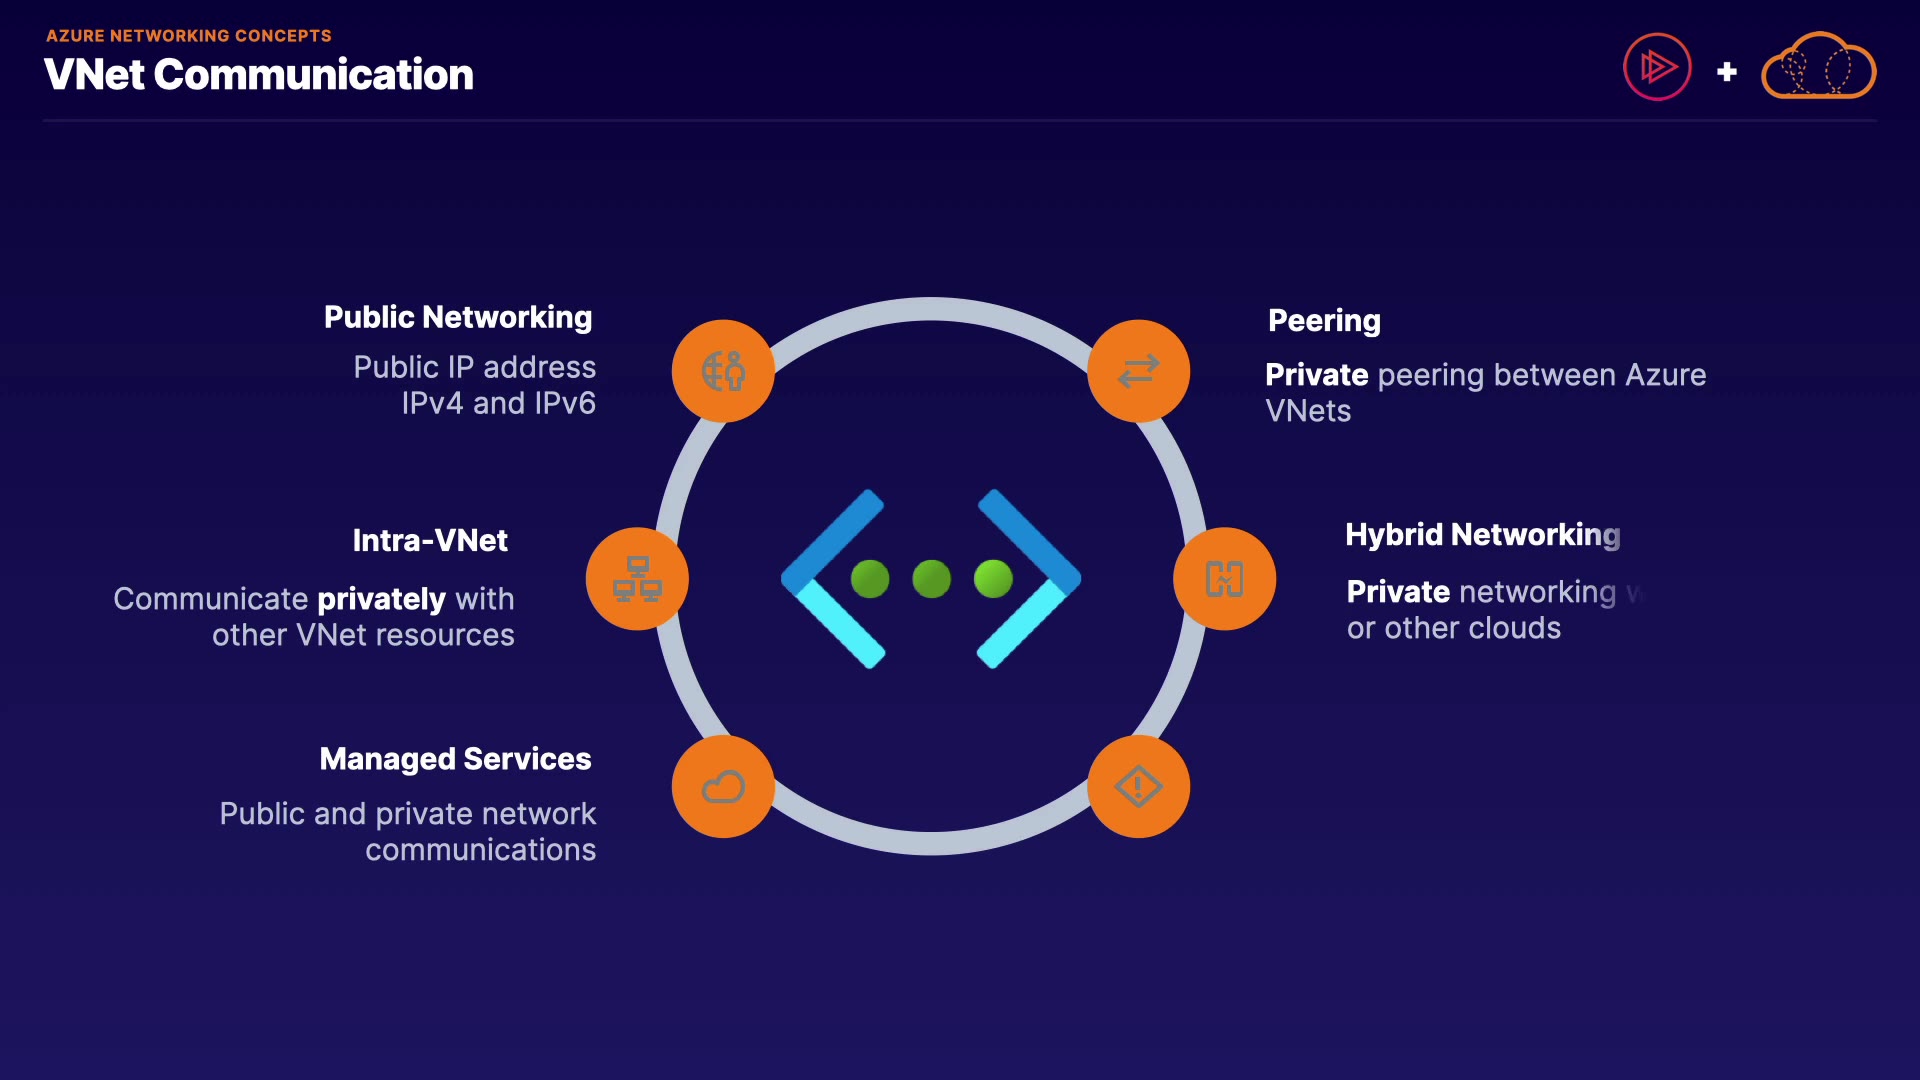 AZURE NETWORKING CONCEPTS
VNet Communication
Public Networking
Public IP address
IPv4 and IPv6
Intra-VNet
Communicate privately with
other VNet resources
Managed Services
Public and private network
communications
Peering
Private peering between Azure
VNets
Hybrid Networking
Private networking
or other clouds